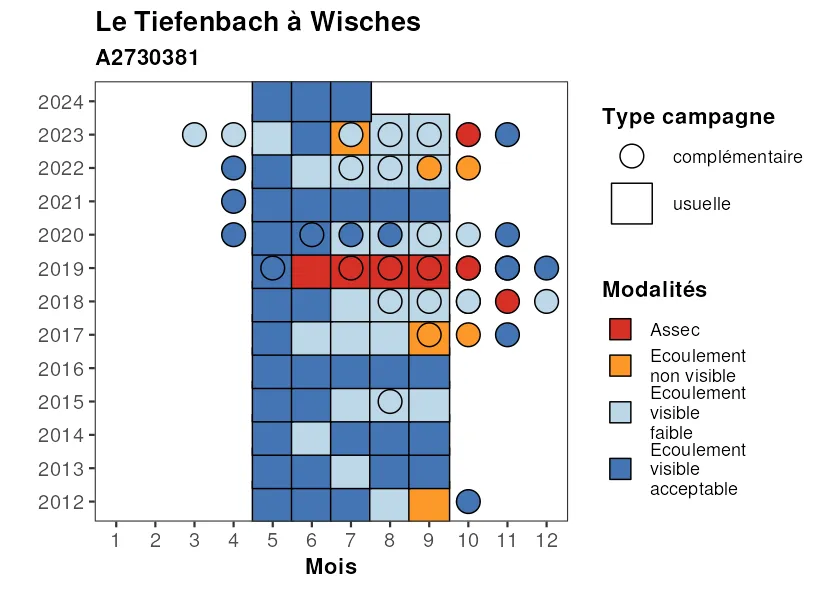 Le Tiefenbach à Wisches
A2730381
2024
2023
2022
2021
2020
2019
2018
2017
2016
2015
2014
2013
2012
1 2 3 4 5 6 7 8 9 10 11 12
Mois
Type campagne
complémentaire
usuelle
Modalités
Assec
Ecoulement
non visible
Ecoulement
visible
faible
Ecoulement
visible
acceptable